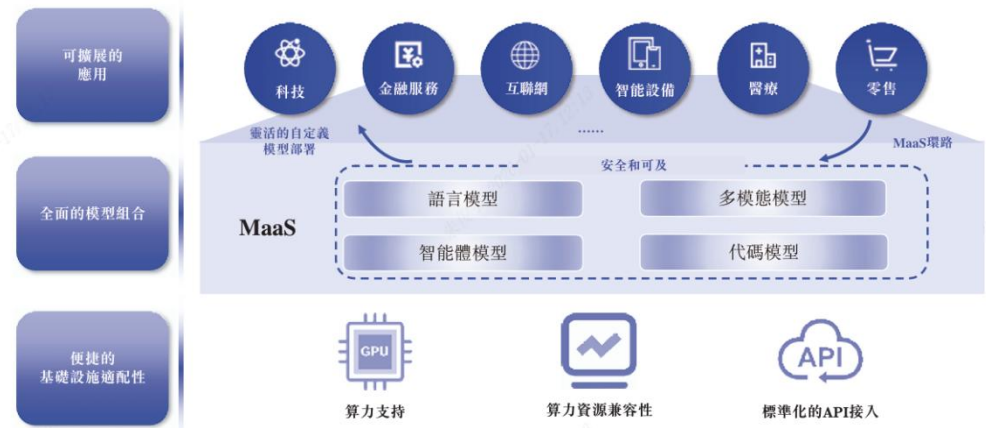 可擴展的
應用
科技
金融服務
互聯網
智能設備
醫療
零售
靈活的自定義
模型部署
......
MaaS環路
安全和可及
全面的模型組合
MaaS
語言模型
多模態模型
智能體模型
代碼模型
便捷的
基礎設施適配性
GPU
API
算力支持
算力資源兼容性
標準化的API接入